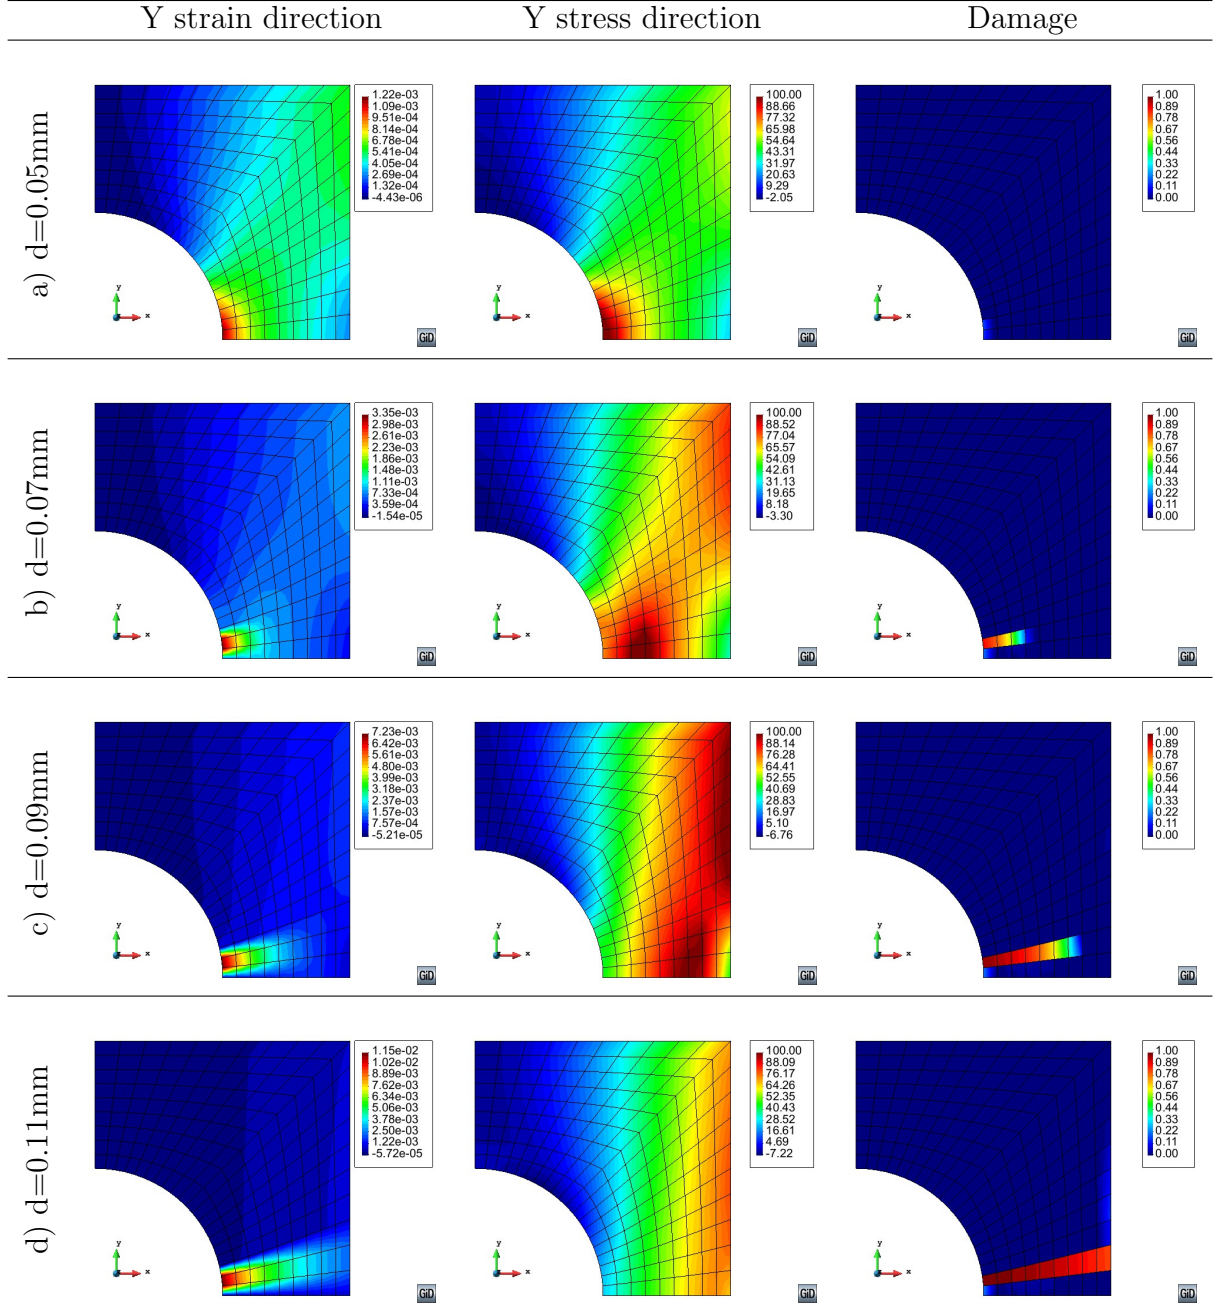 Y strain direction Y stress direction Damage
a) d=0.05mm
1.22e-03
1.09e-03
9.51e-04
8.14e-04
6.78e-04
5.41e-04
4.05e-04
2.69e-04
1.32e-04
-4.43e-06
y
x
GiD
100.00
88.66
77.32
65.98
54.64
43.31
31.97
20.63
9.29
-2.05
y
x
GiD
1.00
0.89
0.78
0.67
0.56
0.44
0.33
0.22
0.11
0.00
y
x
GiD
b) d=0.07mm
3.35e-03
2.98e-03
2.61e-03
2.23e-03
1.86e-03
1.48e-03
1.11e-03
7.33e-04
3.59e-04
-1.54e-05
y
x
GiD
100.00
88.52
77.04
65.57
54.09
42.61
31.13
19.65
8.18
-3.30
y
x
GiD
1.00
0.89
0.78
0.67
0.56
0.44
0.33
0.22
0.11
0.00
y
x
GiD
c) d=0.09mm
7.23e-03
6.42e-03
5.61e-03
4.80e-03
3.99e-03
3.18e-03
2.37e-03
1.57e-03
7.57e-04
-5.21e-05
y
x
GiD
100.00
88.14
76.28
64.41
52.55
40.69
28.83
16.97
5.10
-6.76
y
x
GiD
1.00
0.89
0.78
0.67
0.56
0.44
0.33
0.22
0.11
0.00
y
x
GiD
d) d=0.11mm
1.15e-02
1.02e-02
8.89e-03
7.62e-03
6.34e-03
5.06e-03
3.78e-03
2.50e-03
1.22e-03
-5.72e-05
y
x
GiD
100.00
88.09
76.17
64.26
52.35
40.43
28.52
16.61
4.69
-7.22
y
x
GiD
1.00
0.89
0.78
0.67
0.56
0.44
0.33
0.22
0.11
0.00
y
x
GiD